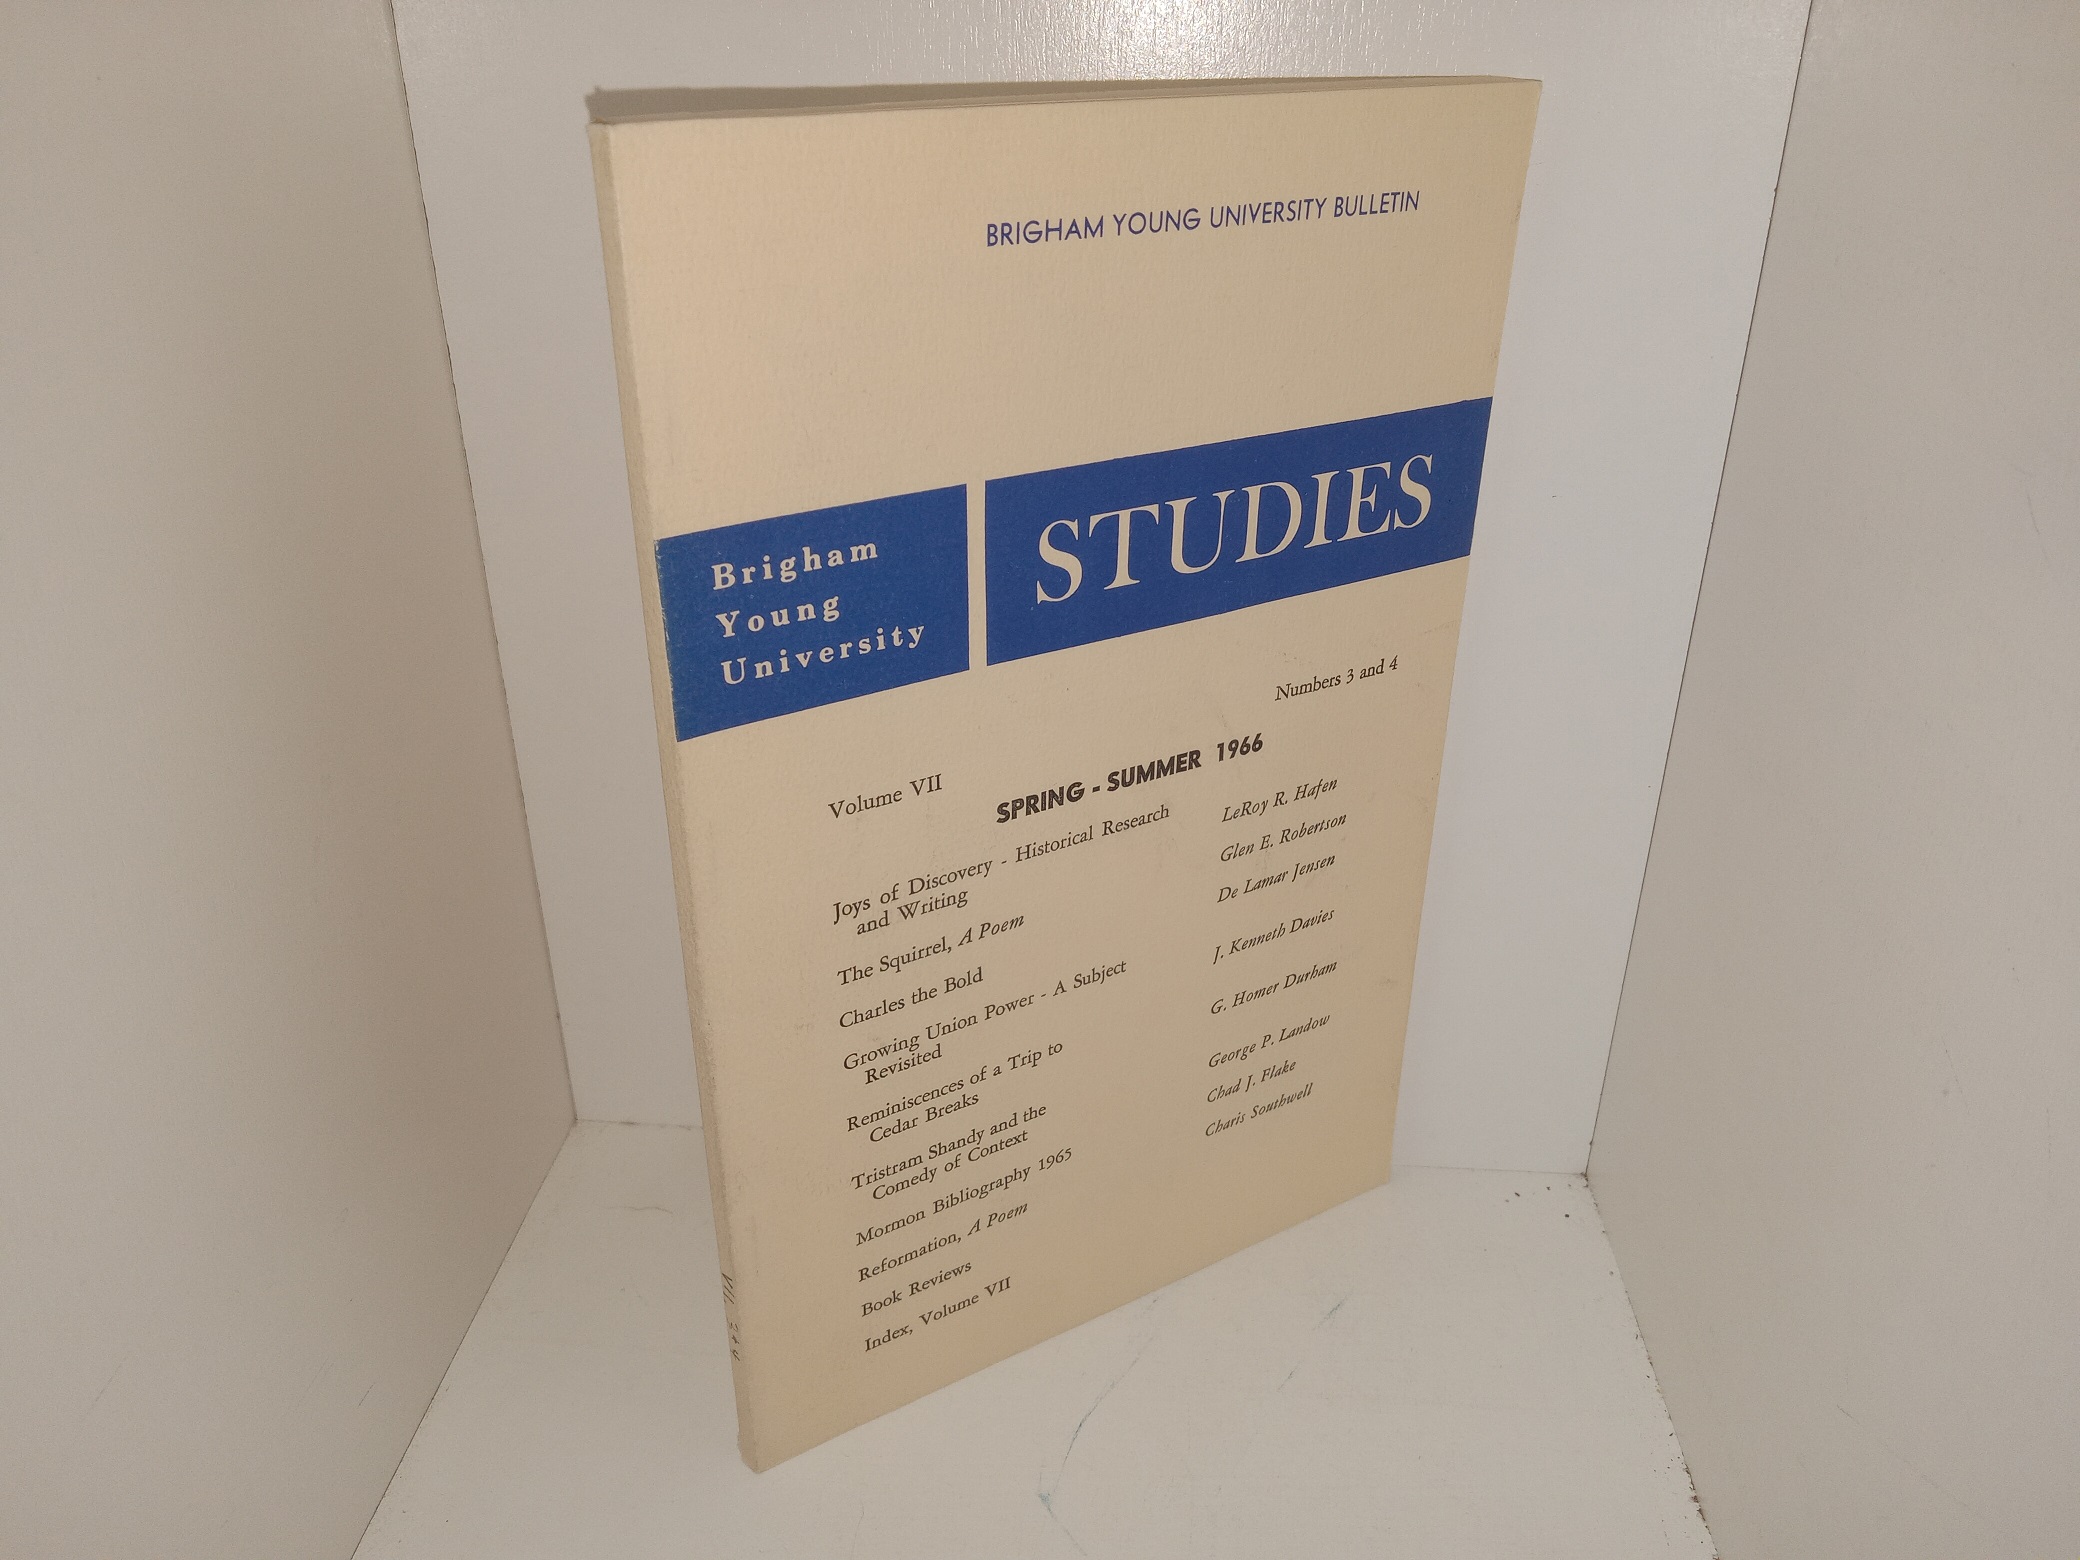 BRIGHAM YOUNG UNIVERSITY BULLETIN
Brigham
Young
University
STUDIES
Volume VII
Numbers 3 and 4
SPRING - SUMMER 1966
Joys of Discovery - Historical Research
and Writing
LeRoy R. Hafen
The Squirrel, A Poem
Glen E. Robertson
Charles the Bold
De Lamar Jensen
Growing Union Power - A Subject
Revisited
J. Kenneth Davies
Reminiscences of a Trip to
Cedar Breaks
G. Homer Durham
Tristram Shandy and the
Comedy of Context
George P. Landow
Mormon Bibliography 1965
Chad J. Flake
Reformation, A Poem
Charis Southwell
Book Reviews
Index, Volume VII
VII 3+4